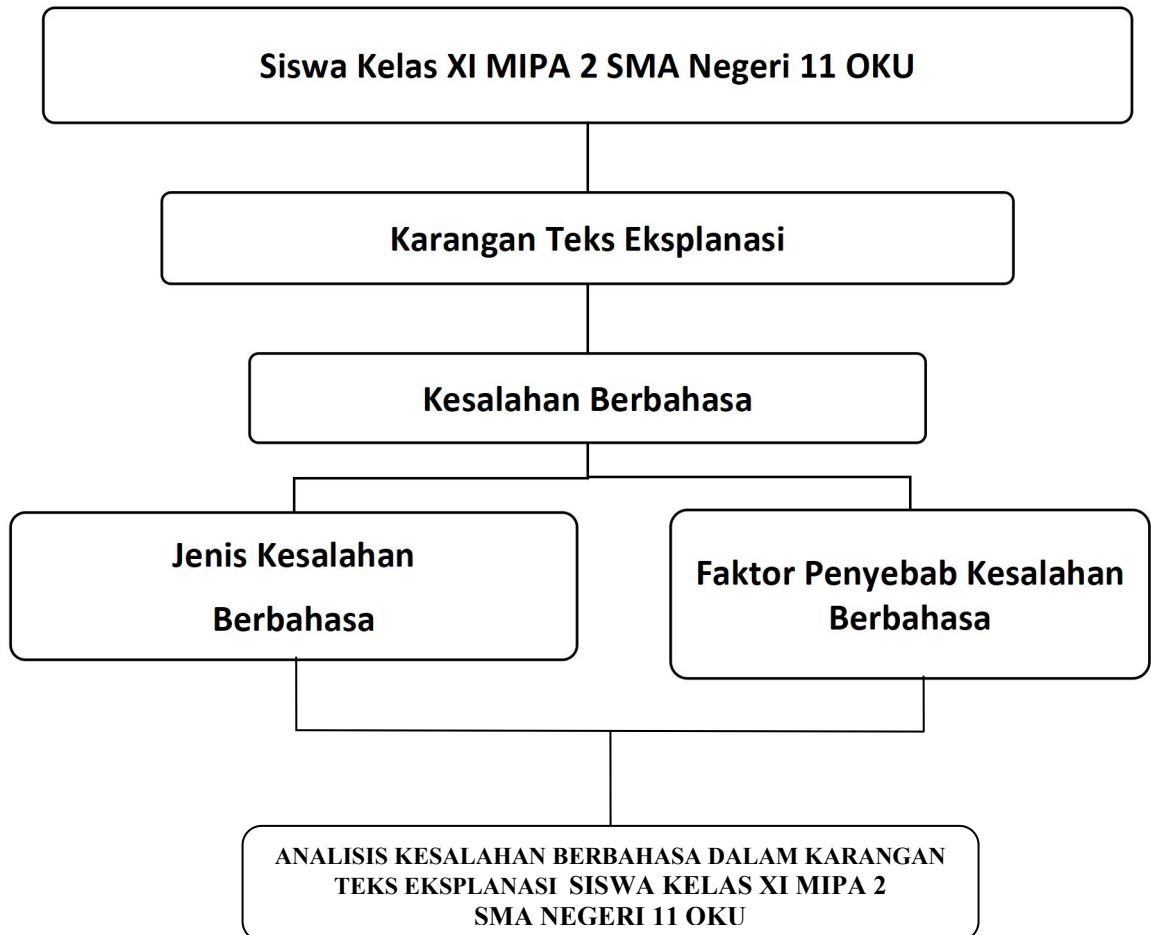 Siswa Kelas XI MIPA 2 SMA Negeri 11 OKU
Karangan Teks Eksplanasi
Kesalahan Berbahasa
Jenis Kesalahan
Berbahasa
Faktor Penyebab Kesalahan
Berbahasa
ANALISIS KESALAHAN BERBAHASA DALAM KARANGAN
TEKS EKSPLANASI SISWA KELAS XI MIPA 2
SMA NEGERI 11 OKU